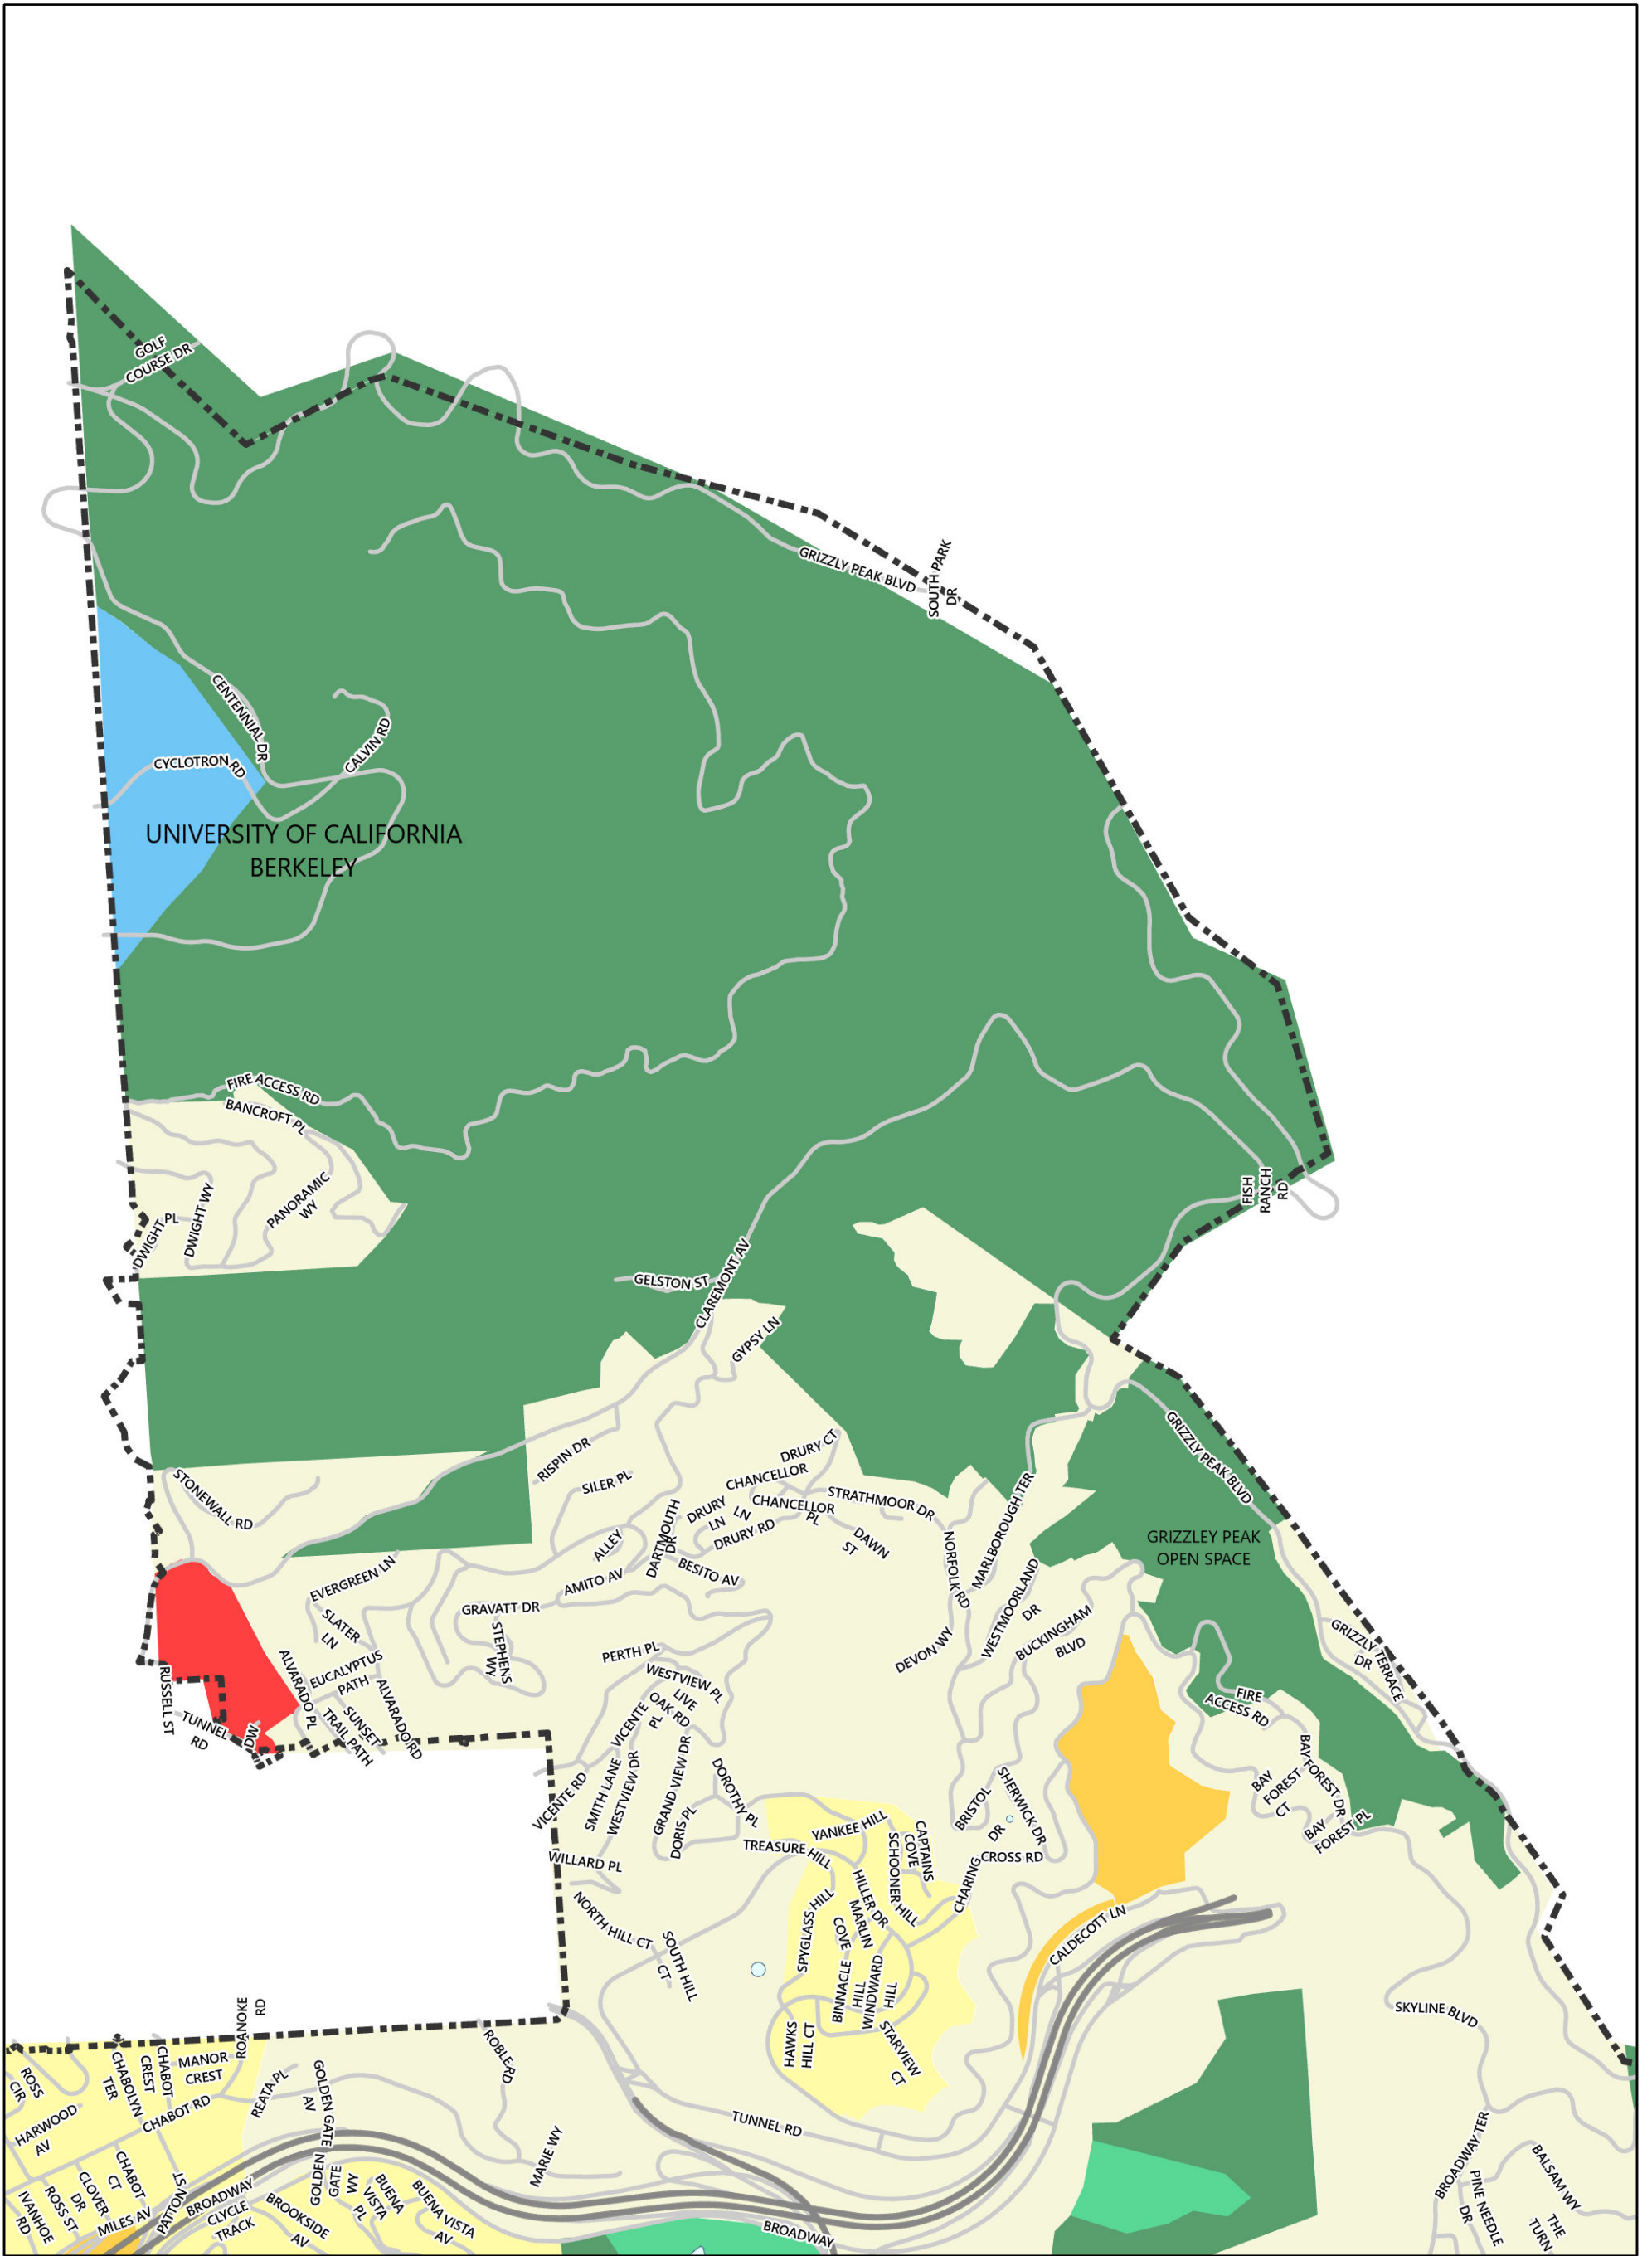 GOLF
COURSE DR
GRIZZLY PEAK BLVD
SOUTH PARK
DR
CENTENNIAL DR
CALVIN RD
CYCLOTRON RD
UNIVERSITY OF CALIFORNIA
BERKELEY
FIRE ACCESS RD
BANCROFT PL
PANORAMIC
WY
DWIGHT WY
DWIGHT PL
FISH
RANCH
RD
GELSTON ST
CLAREMONT AV
GYPSY LN
GRIZZLY PEAK BLVD
RISPIN DR
DRURY CT
SILER PL
CHANCELLOR
LN
STONEWALL RD
DRURY
LN
CHANCELLOR
PL
STRATHMOOR DR
MARLBOROUGH TER
DARTMOUTH
DR
DRURY RD
DAWN
ST
ALLEY
GRIZZLEY PEAK
OPEN SPACE
NORFOLK RD
EVERGREEN LN
AMITO AV
BESITO AV
WESTMOORLAND
DR
SLATER
LN
GRAVATT DR
STEPHENS
WY
BUCKINGHAM
BLVD
DEVON WY
GRIZZLY TERRACE
DR
PERTH PL
ALVARADO PL
EUCALYPTUS
PATH
ALVARADO RD
WESTVIEW PL
RUSSELL ST
LIVE
OAK RD
VICENTE
PL
FIRE
ACCESS RD
SUNSET
TRAIL PATH
TUNNEL
RD
DW
SMITH LANE
WESTVIEW DR
GRAND VIEW DR
DOROTHY PL
BAY FOREST DR
BAY
FOREST
CT
VICENTE RD
DORIS PL
SHERWICK DR
BRISTOL
DR
BAY
FOREST PL
YANKEE HILL
CAPTAINS
COVE
TREASURE HILL
SCHOONER HILL
CROSS RD
WILLARD PL
CHARING
HILLER DR
SPYGLASS HILL
MARLIN
COVE
NORTH HILL CT
SOUTH HILL
CT
CALDECOTT LN
BINNACLE
HILL
WINDWARD
HILL
ROANOKE
RD
SKYLINE BLVD
HAWKS
HILL CT
STARVIEW
CT
ROBLE RD
ROSS
CIR
CHABOLYN
TER
CHABOT
CREST
MANOR
CREST
REATA PL
GOLDEN GATE
AV
HARWOOD
AV
CHABOT RD
TUNNEL RD
MARIE WY
BROADWAY TER
BALSAM WY
CHABOT
CT
CLOVER
DR
ROSS ST
IVANHOE
RD
MILES AV
PATTON ST
BROADWAY
CLYCLE
TRACK
GOLDEN
GATE
WY
BUENA
VISTA
PL
BUENA VISTA
AV
BROOKSIDE
AV
BROADWAY
PINE NEEDLE
DR
THE
TURN